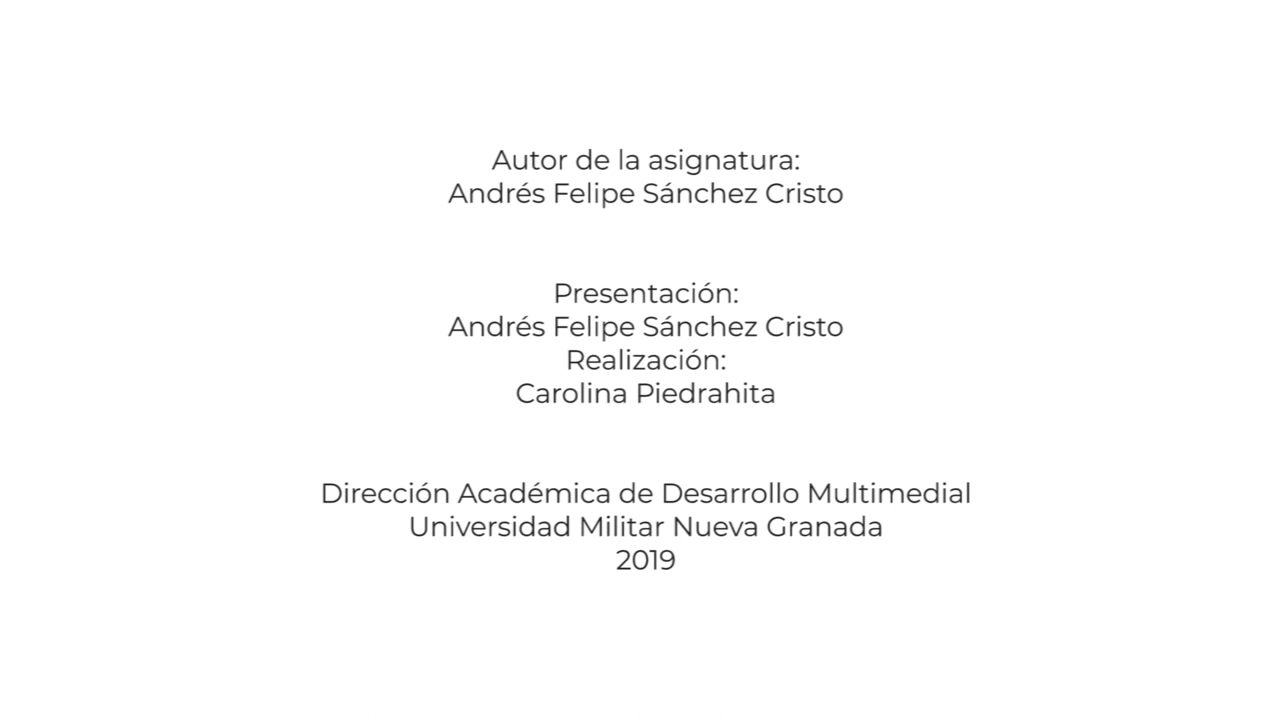 Autor de la asignatura:
Andrés Felipe Sánchez Cristo
Presentación:
Andrés Felipe Sánchez Cristo
Realización:
Carolina Piedrahita
Dirección Académica de Desarrollo Multimedial
Universidad Militar Nueva Granada
2019